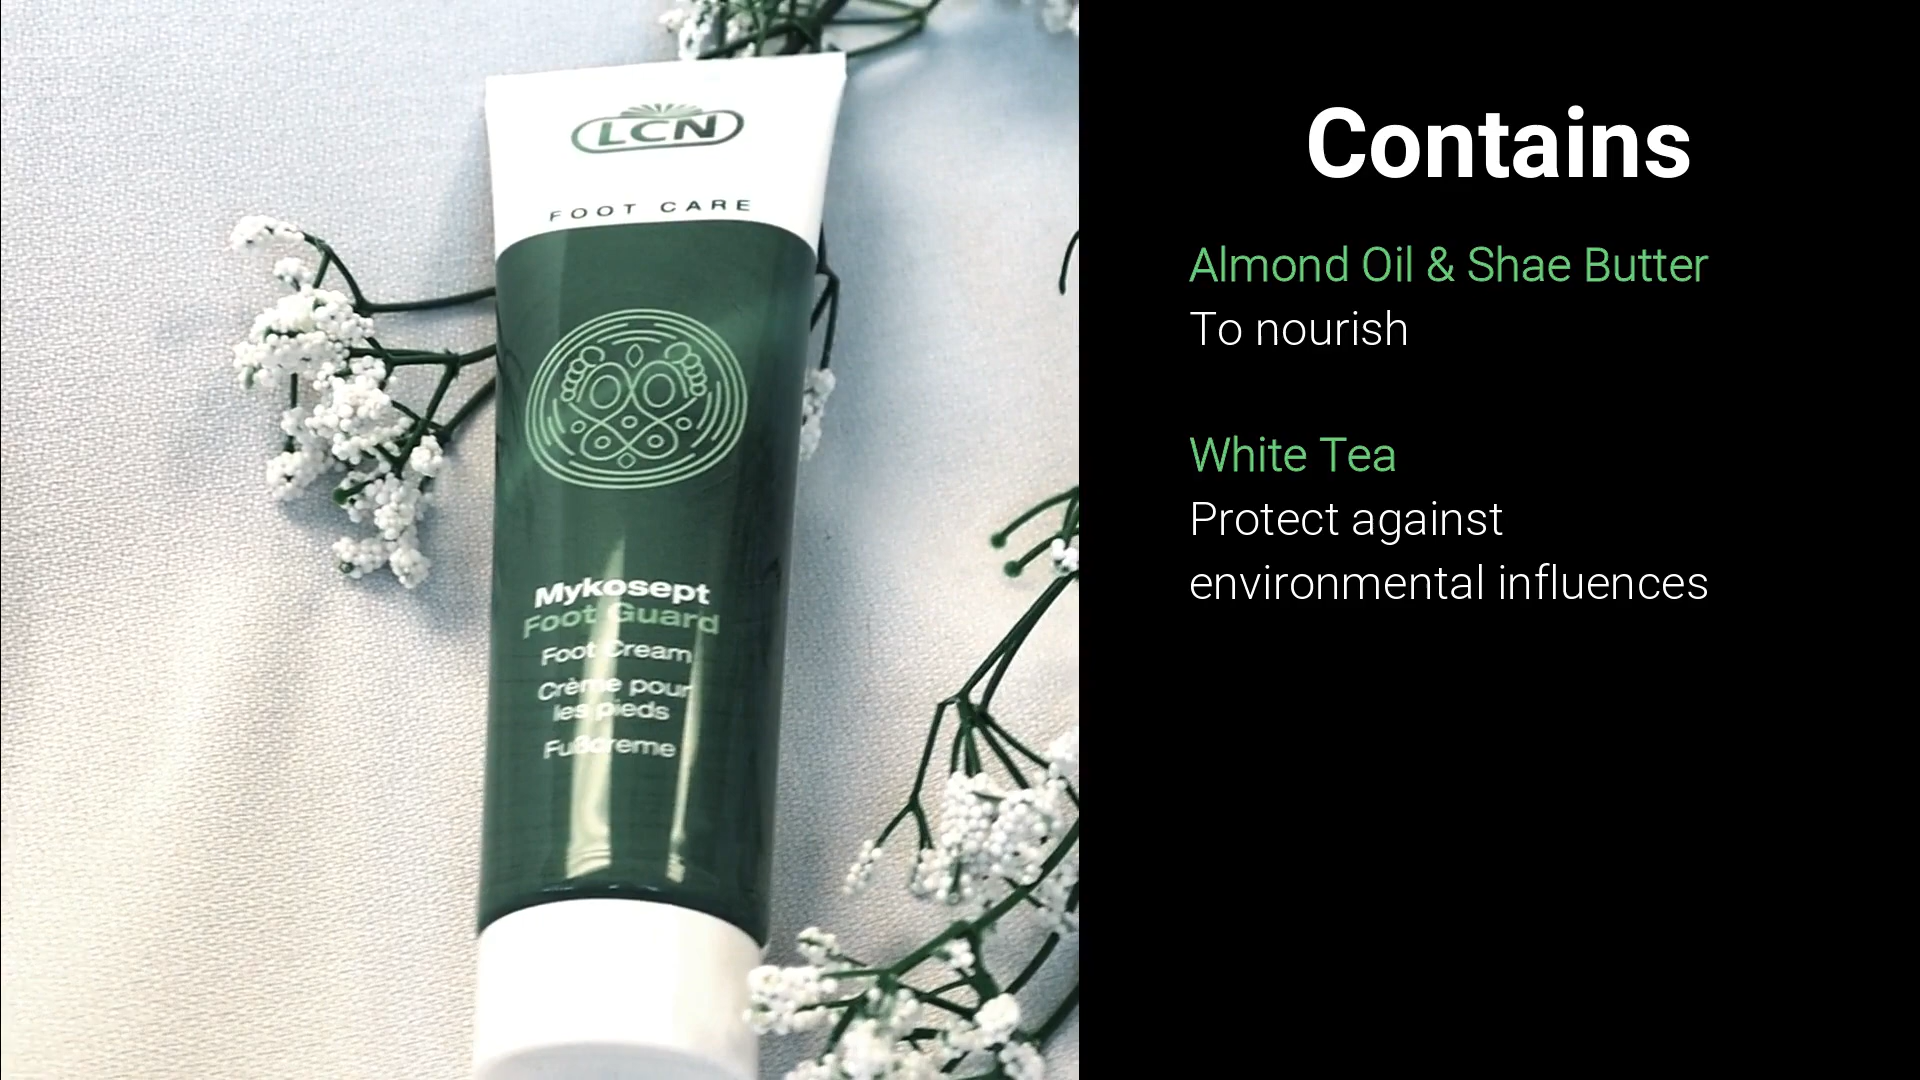 LCN
FOOT CARE
Mykosept
Foot Guard
Foot Cream
Crème pour
les pieds
Fußcreme
Contains
Almond Oil & Shae Butter
To nourish
White Tea
Protect against
environmental influences